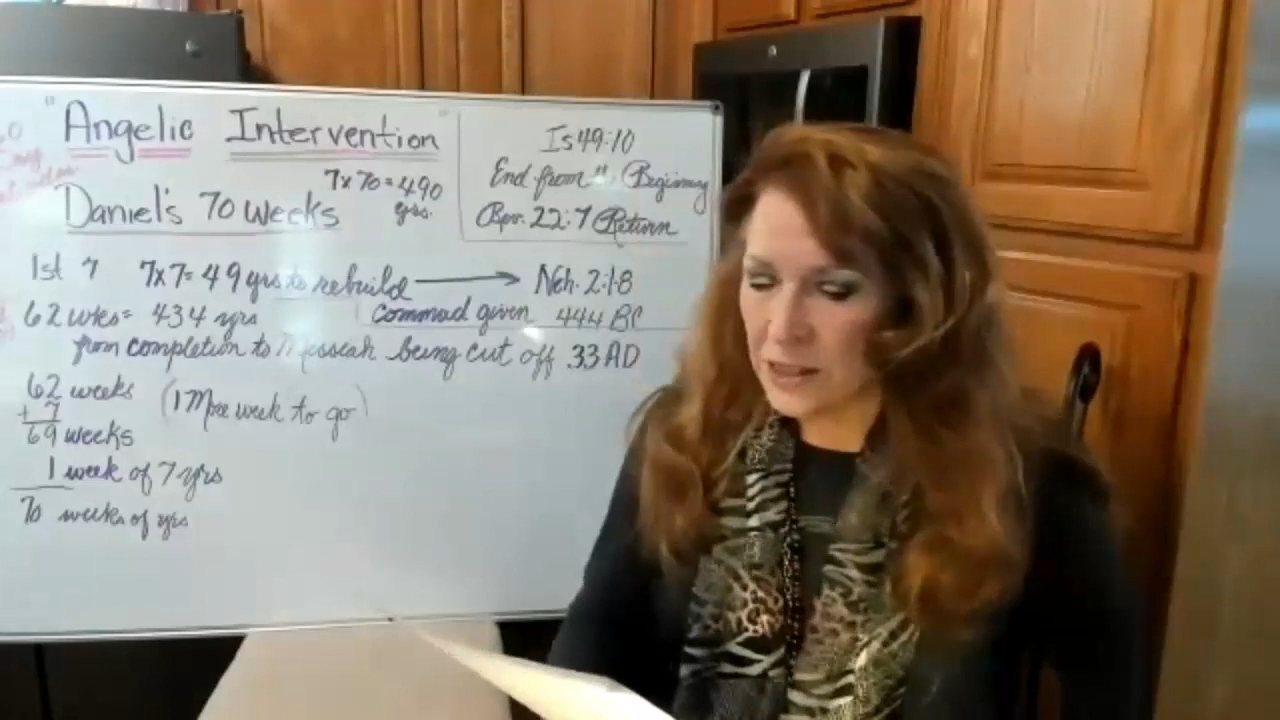 "Angelic Intervention"
7x70=490
yrs.
Daniel's 70 weeks
Is 49:10
End from " Beginning
Rev. 22:7 Return
1st 7 7x7=49 yrs to rebuild → Neh. 2:1-8
62 wks= 434 yrs
Commad given 444 BC
from completion to Messiah being cut off 33 AD
62 weeks
+ 7
69 weeks
(1 More week to go)
1 week of 7 yrs
70 weeks of yrs